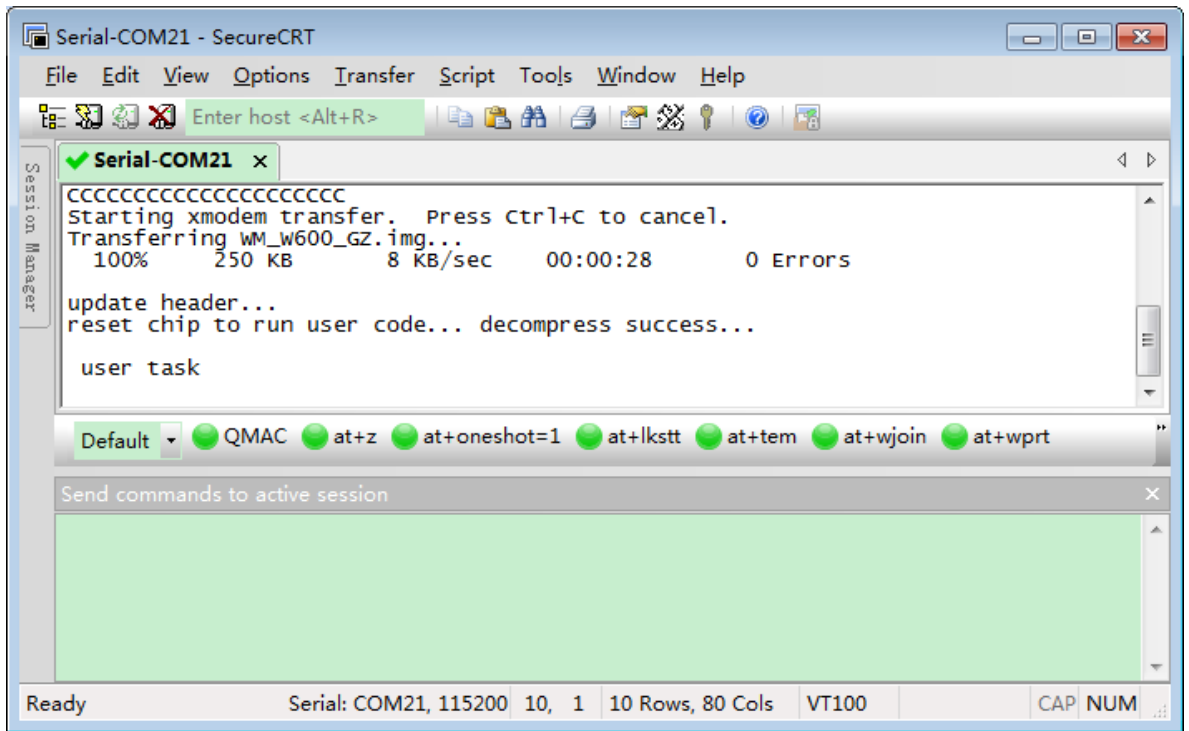 Serial-COM21 - SecureCRT
File Edit View Options Transfer Script Tools Window Help
Enter host <Alt+R>
Session Manager
Serial-COM21 x
CCCCCCCCCCCCCCCCCCCCC
Starting xmodem transfer.  Press Ctrl+C to cancel.
Transferring WM_W600_GZ.img...
100% 250 KB 8 KB/sec 00:00:28 0 Errors
update header...
reset chip to run user code... decompress success...
user task
Default QMAC at+z at+oneshot=1 at+lkstt at+tem at+wjoin at+wprt
Send commands to active session x
Ready Serial: COM21, 115200 10, 1 10 Rows, 80 Cols VT100 CAP NUM